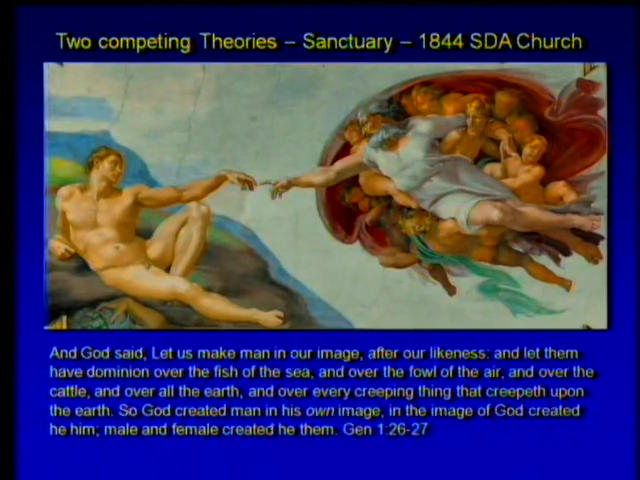 Two competing Theories – Sanctuary – 1844 SDA Church
And God said, Let us make man in our image, after our likeness: and let them
have dominion over the fish of the sea, and over the fowl of the air, and over the
cattle, and over all the earth, and over every creeping thing that creepeth upon
the earth. So God created man in his own image, in the image of God created
he him; male and female created he them. Gen 1:26-27